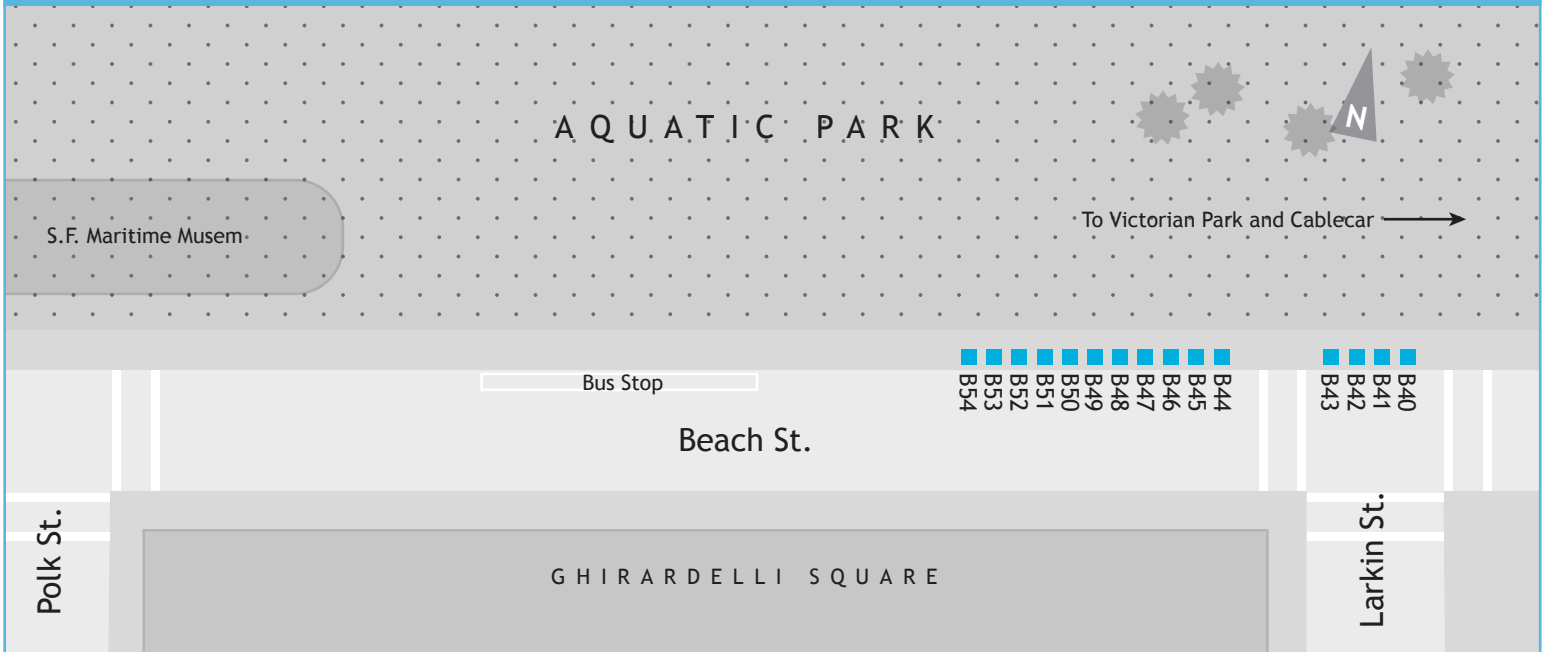 AQUATIC PARK
N
To Victorian Park and Cablecar
S.F. Maritime Musem
B54
B53
B52
B51
B50
B49
B48
B47
B46
B45
B44
B43
B42
B41
B40
Bus Stop
Beach St.
Polk St.
Larkin St.
GHIRARDELLI SQUARE